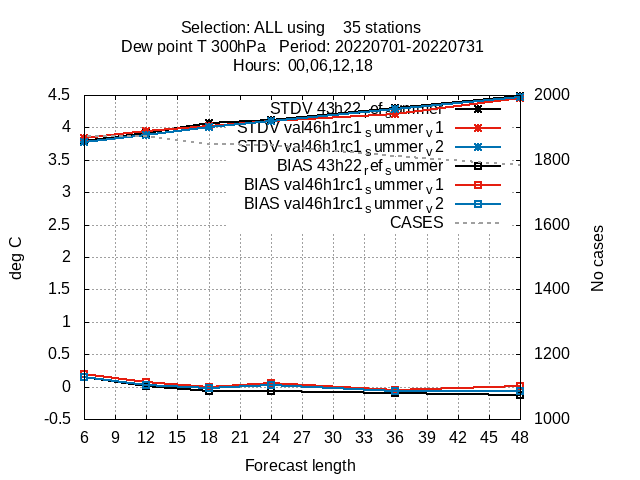 Selection: ALL using    35 stations
Dew point T 300hPa   Period: 20220701-20220731
Hours:  00,06,12,18
STDV 43h22_ref_summer
STDV val46h1rc1_summer_v1
STDV val46h1rc1_summer_v2
BIAS 43h22_ref_summer
BIAS val46h1rc1_summer_v1
BIAS val46h1rc1_summer_v2
CASES
4.5
4
3.5
3
2.5
2
1.5
1
0.5
0
-0.5
deg C
2000
1800
1600
1400
1200
1000
No cases
6 9 12 15 18 21 24 27 30 33 36 39 42 45 48
Forecast length